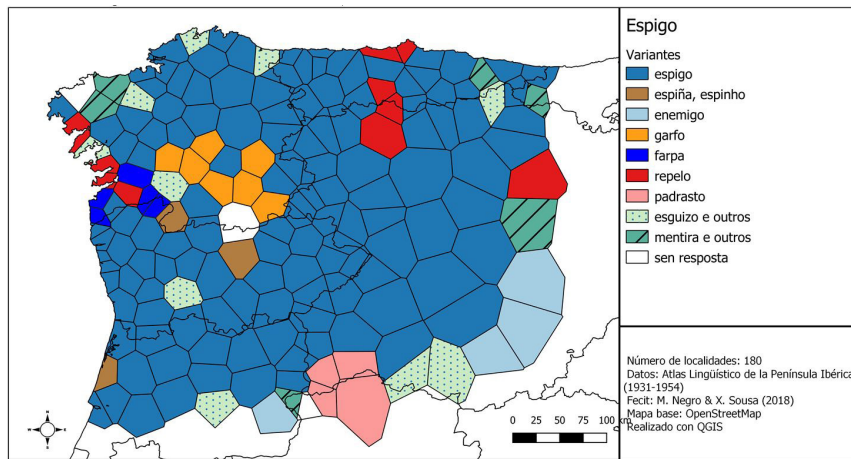 Espigo
Variantes
espigo
espiña, espinho
enemigo
garfo
farpa
repelo
padrasto
esguizo e outros
mentira e outros
sen resposta
Número de localidades: 180
Datos: Atlas Lingüístico de la Península Ibérica
(1931-1954)
Fecit: M. Negro & X. Sousa (2018)
Mapa base: OpenStreetMap
Realizado con QGIS
0 25 50 75 100 km